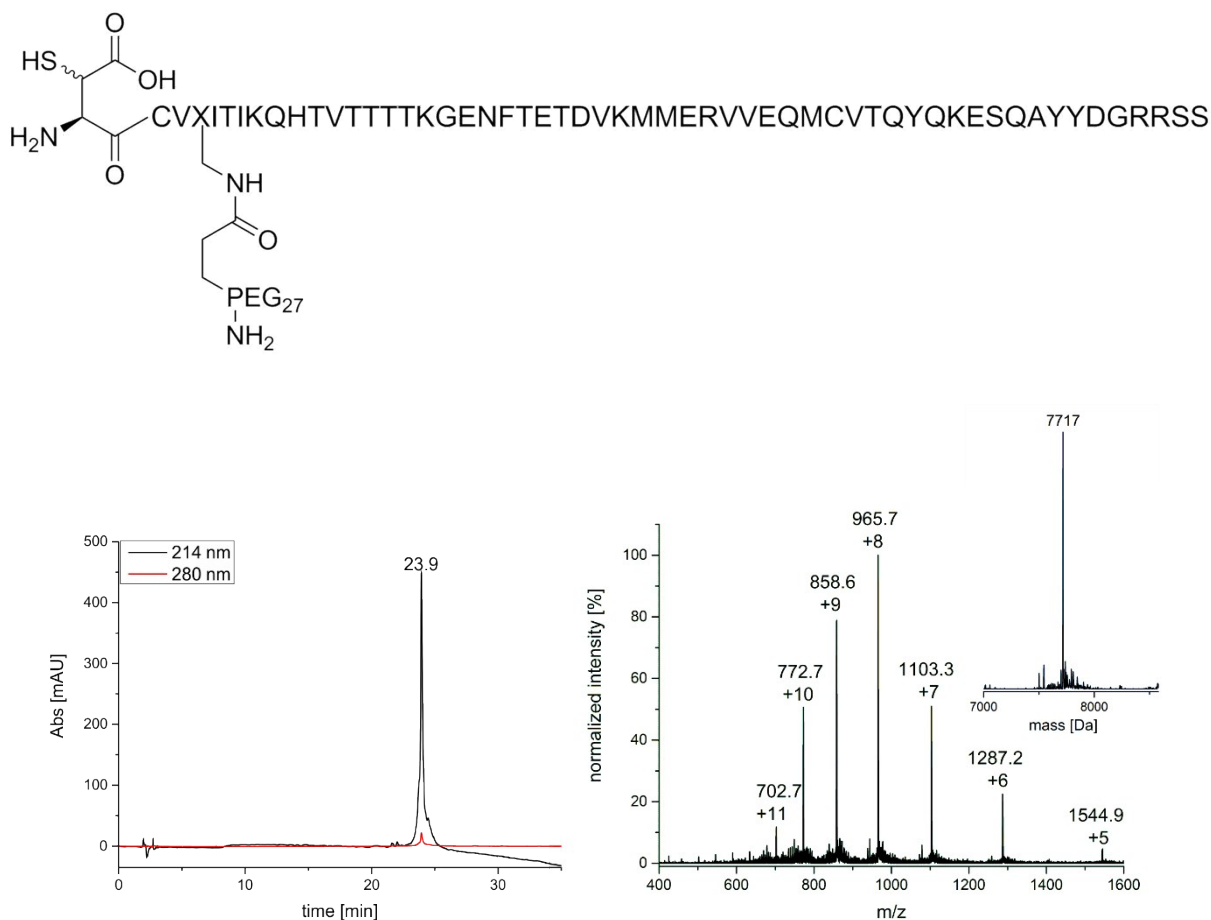 O
HS
OH
CVXITIKQHTVTTTTKGENFTETDVKMMERVVEQMCVTQYQKESQAYYDGRRSS
H2N
O
NH
O
PEG27
NH2
7717
7000
8000
mass [Da]
214 nm
280 nm
23.9
Abs [mAU]
500
400
300
200
100
0
0
10
20
30
time [min]
normalized intensity [%]
100
80
60
40
20
0
702.7
+11
772.7
+10
858.6
+9
965.7
+8
1103.3
+7
1287.2
+6
1544.9
+5
400
600
800
1000
1200
1400
1600
m/z